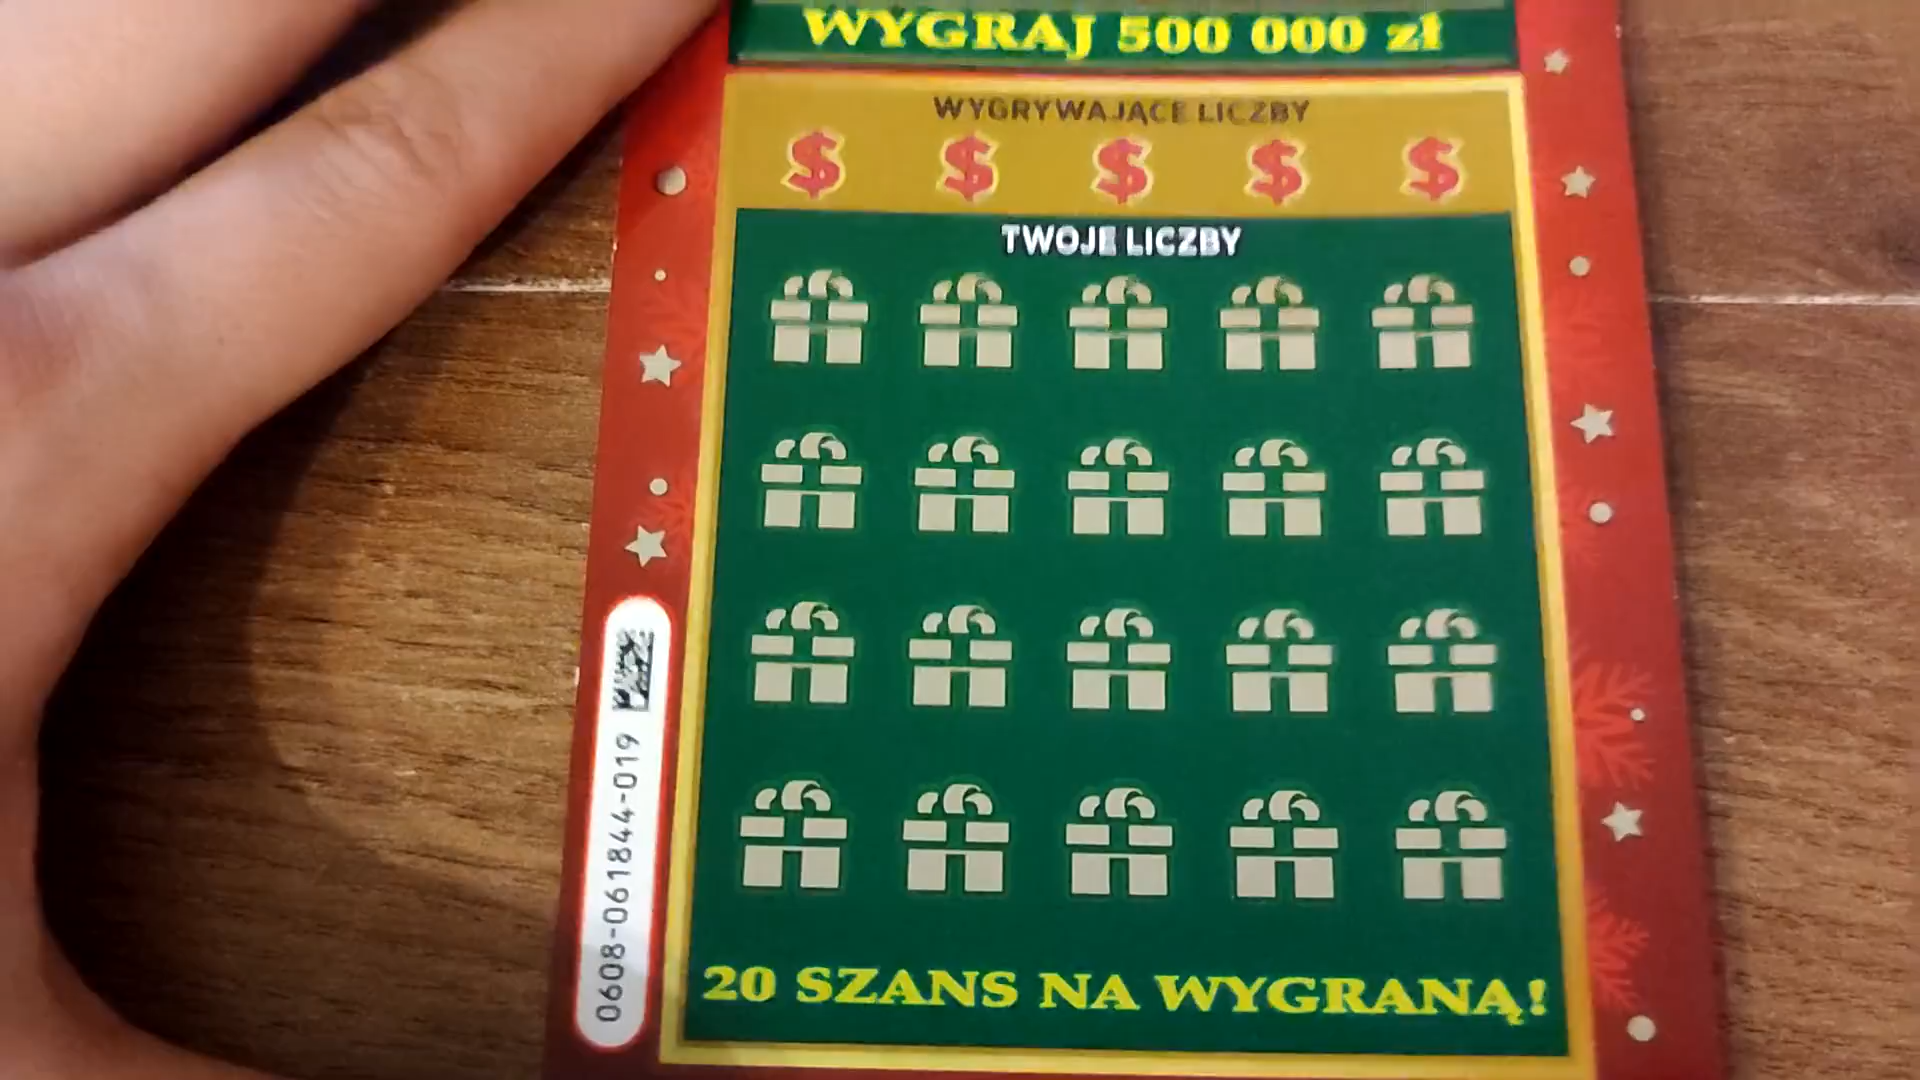 WYGRAJ 500 000 zł
WYGRYWAJĄCE LICZBY
$ $ $ $ $
TWOJE LICZBY
20 SZANS NA WYGRANĄ!
0608-061844-019